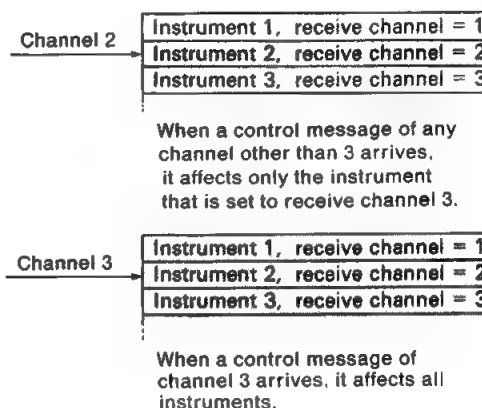 Instrument 1, receive channel = 1
Channel 2
Instrument 2, receive channel = 2
Instrument 3, receive channel = 3
When a control message of any
channel other than 3 arrives,
it affects only the instrument
that is set to receive channel 3.
Instrument 1, receive channel = 1
Channel 3
Instrument 2, receive channel = 2
Instrument 3, receive channel = 3
When a control message of
channel 3 arrives, it affects all
instruments.